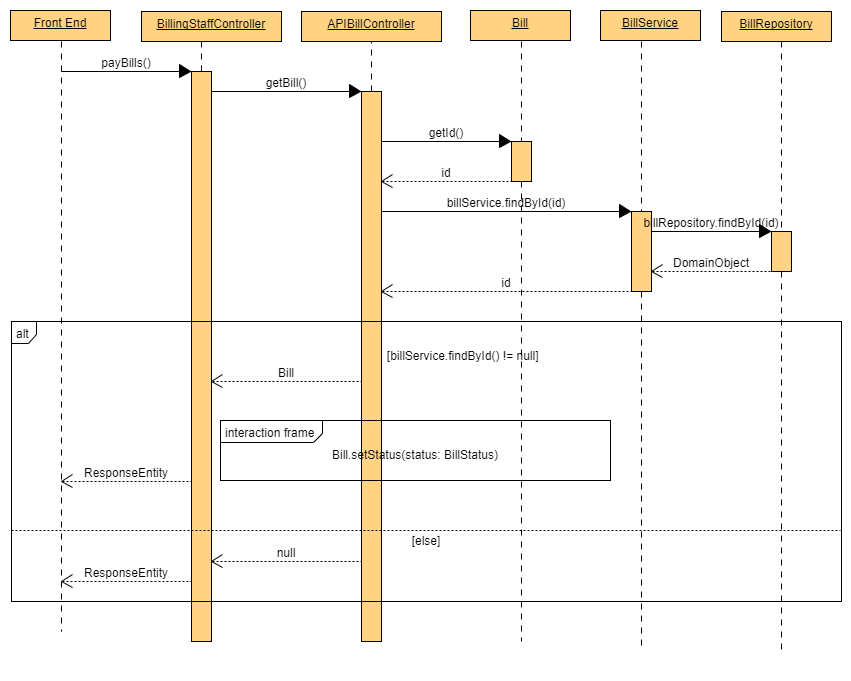 Front End
BillingStaffController
APIBillController
Bill
BillService
BillRepository
payBills()
getBill()
getId()
id
billService.findById(id)
billRepository.findById(id)
DomainObject
id
alt
[billService.findById() != null]
Bill
interaction frame
Bill.setStatus(status: BillStatus)
ResponseEntity
[else]
null
ResponseEntity